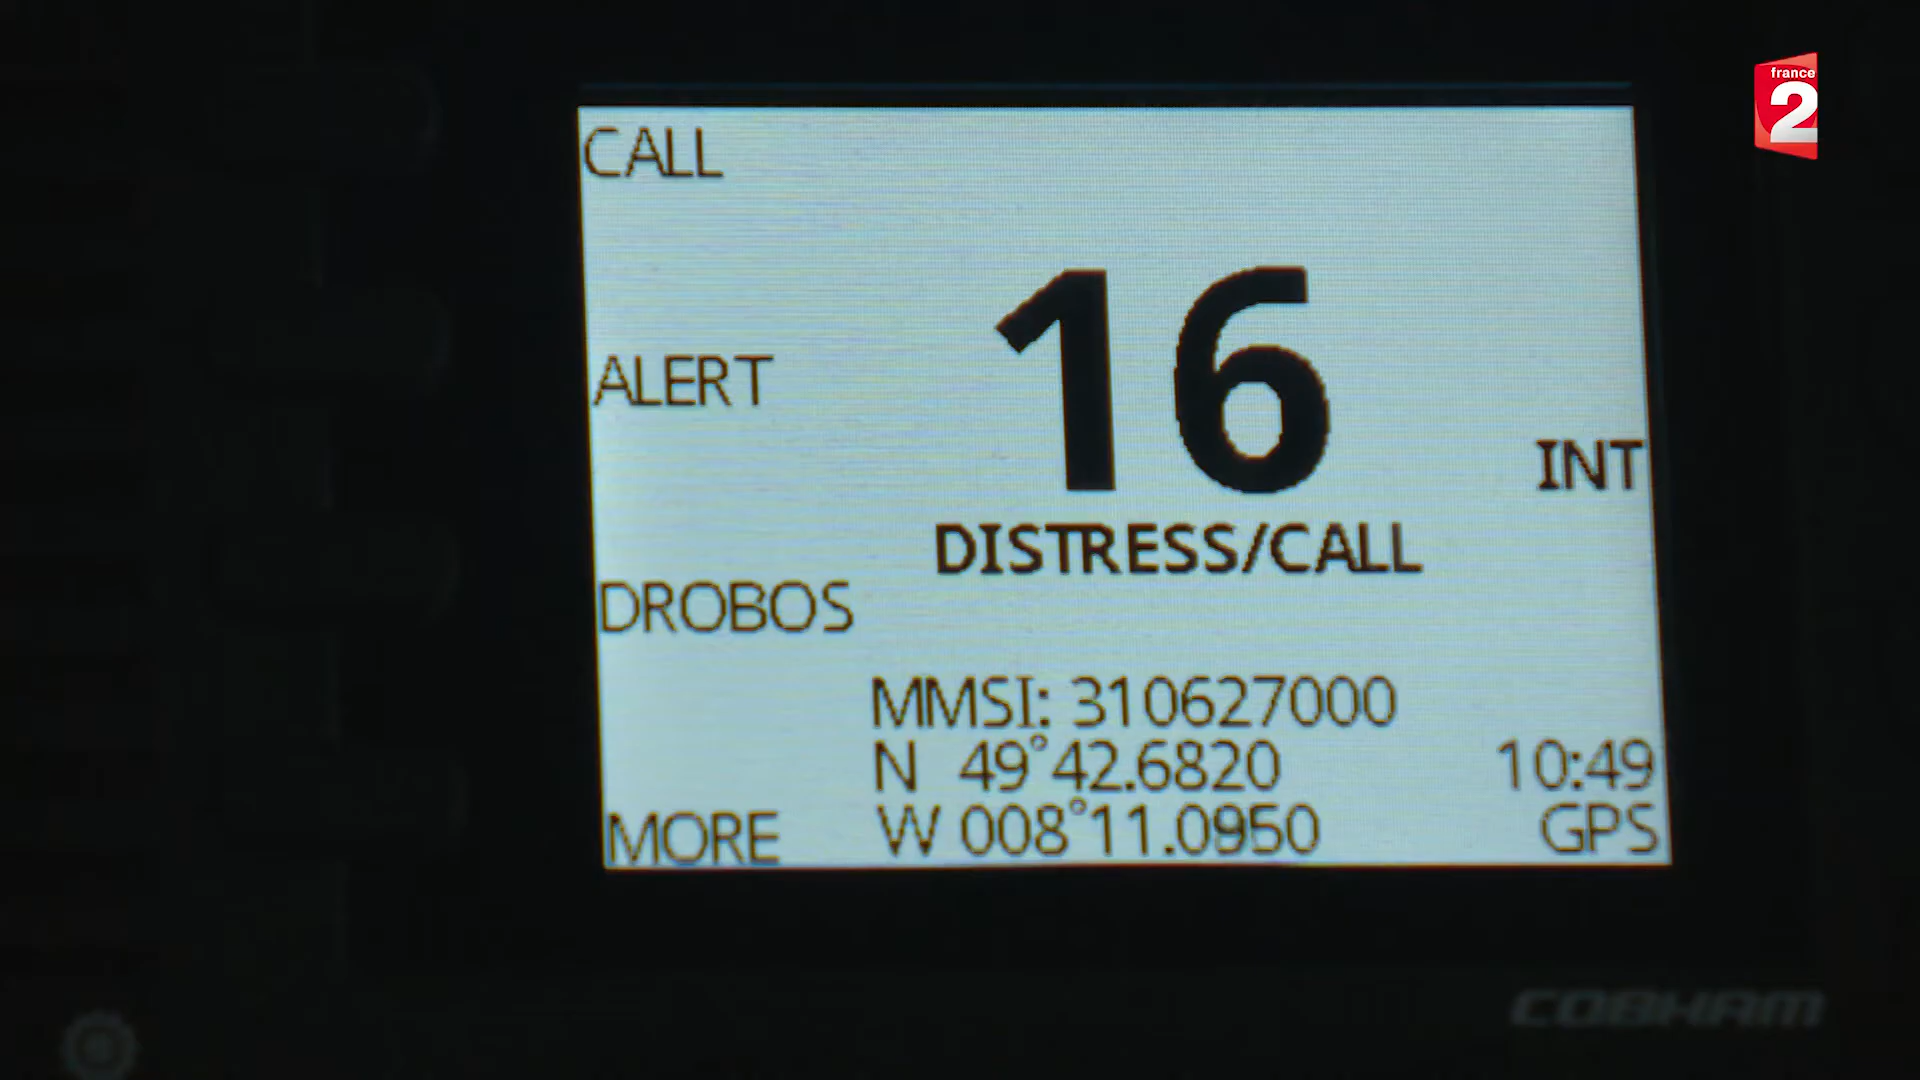 france
2
CALL
16
ALERT
INT
DISTRESS/CALL
DROBOS
MMSI: 310627000
N 49°42.6820 10:49
MORE W 008°11.0950 GPS
COBHAM